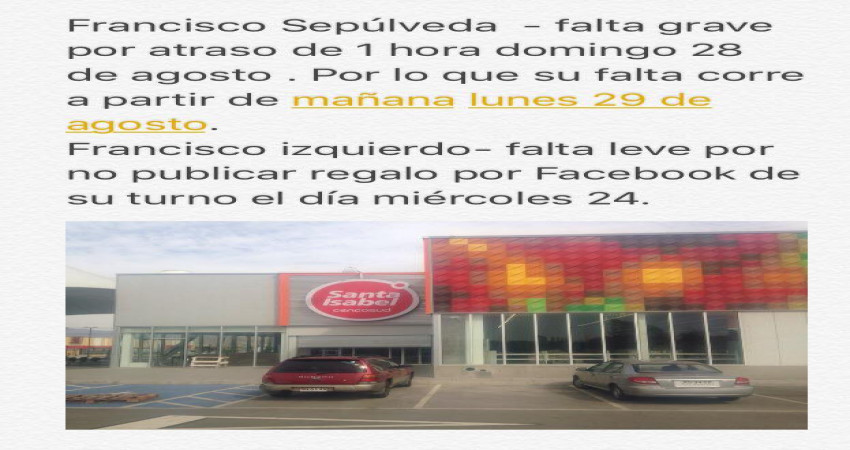 Francisco Sepúlveda - falta grave
por atraso de 1 hora domingo 28
de agosto . Por lo que su falta corre
a partir de mañana lunes 29 de
agosto.
Francisco izquierdo- falta leve por
no publicar regalo por Facebook de
su turno el día miércoles 24.
Santa
Isabel
cencosud